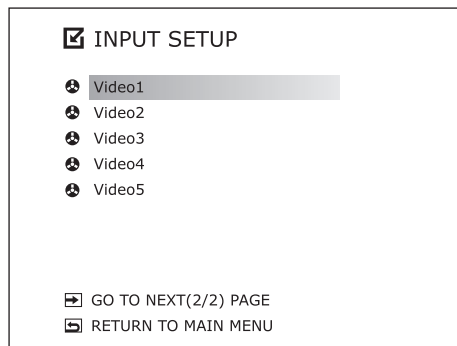 INPUT SETUP
Video1
Video2
Video3
Video4
Video5
GO TO NEXT(2/2) PAGE
RETURN TO MAIN MENU